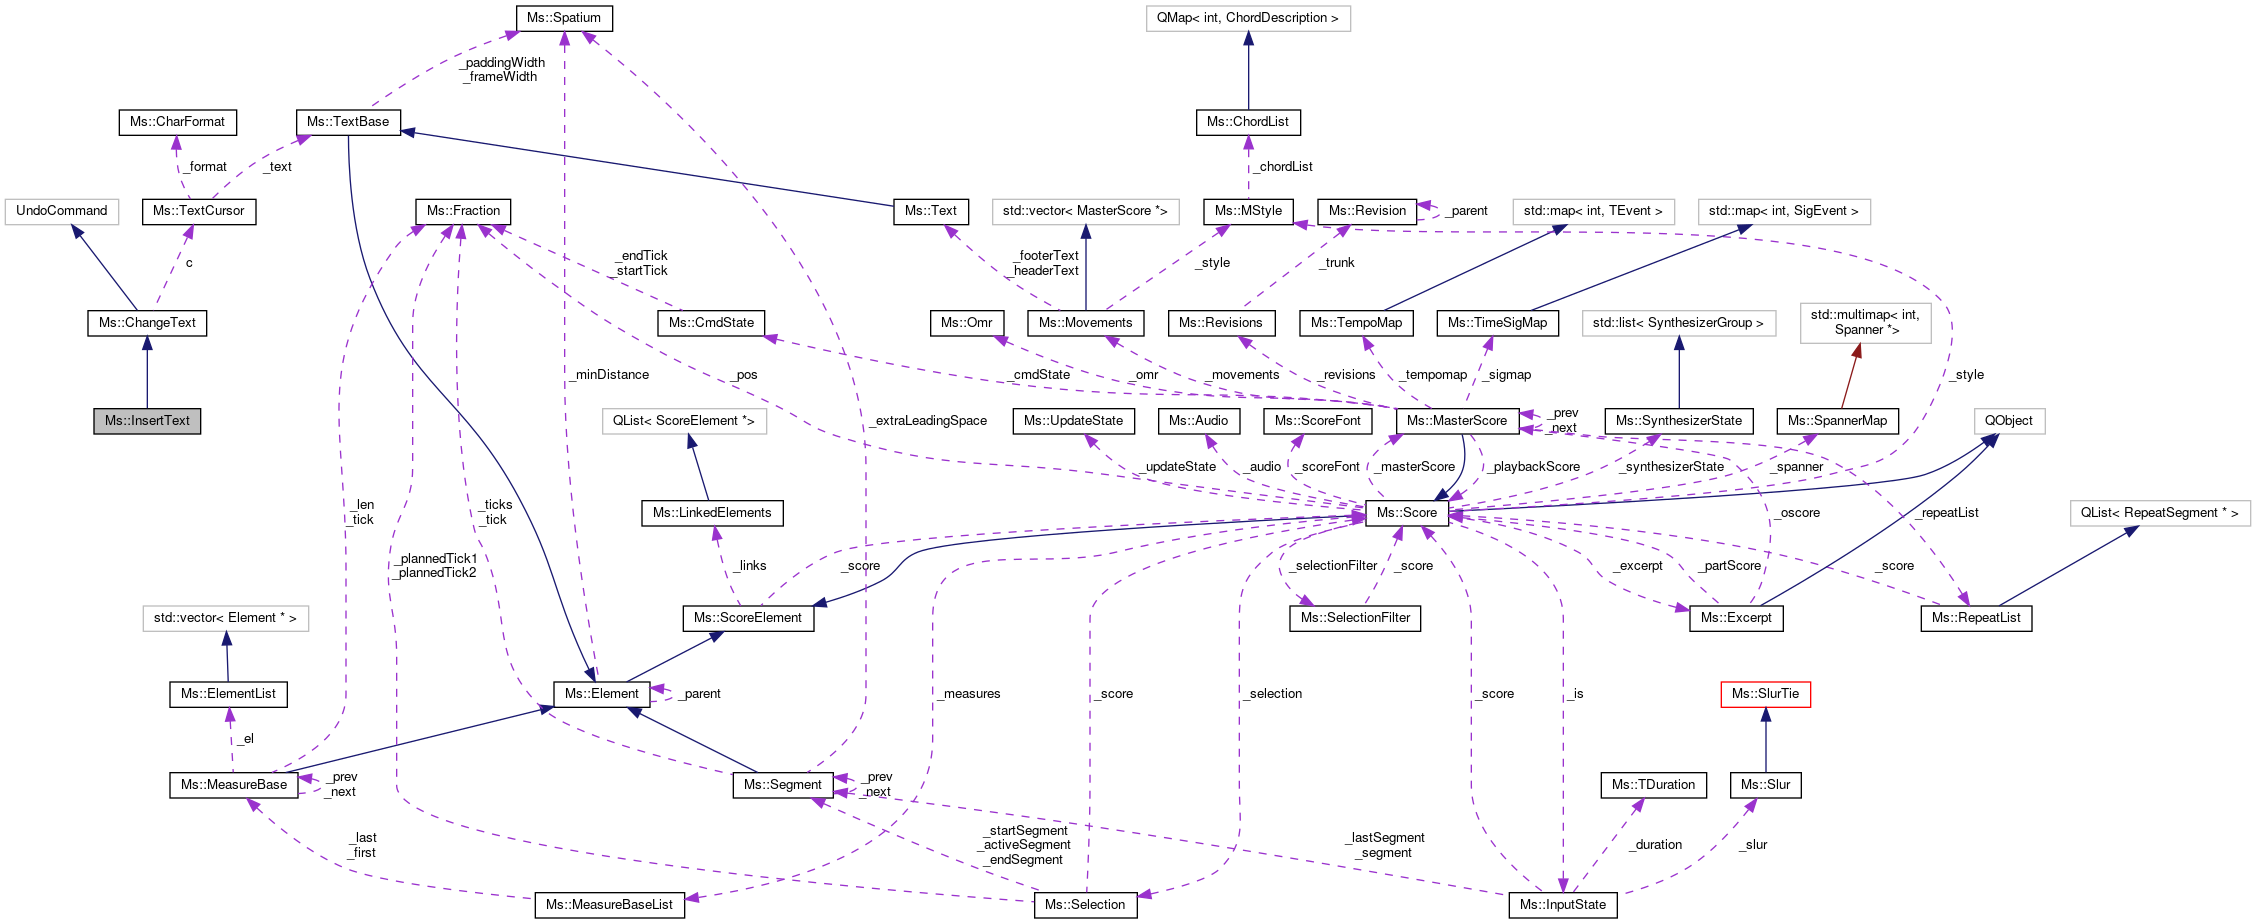 Ms::Spatium
QMap< int, ChordDescription >
_paddingWidth
_frameWidth
Ms::CharFormat
Ms::TextBase
Ms::ChordList
_format
_text
_chordList
UndoCommand
Ms::TextCursor
Ms::Fraction
Ms::Text
std::vector< MasterScore *>
Ms::MStyle
Ms::Revision
_parent
std::map< int, TEvent >
std::map< int, SigEvent >
c
_endTick
_startTick
_footerText
_headerText
_style
_trunk
Ms::ChangeText
Ms::CmdState
Ms::Omr
Ms::Movements
Ms::Revisions
Ms::TempoMap
Ms::TimeSigMap
std::list< SynthesizerGroup >
std::multimap< int,
Spanner *>
_minDistance
_pos
_cmdState
_omr
_movements
_revisions
_tempomap
_sigmap
_style
Ms::InsertText
QList< ScoreElement *>
_extraLeadingSpace
Ms::UpdateState
Ms::Audio
Ms::ScoreFont
Ms::MasterScore
_prev
_next
Ms::SynthesizerState
Ms::SpannerMap
QObject
_updateState
_audio
_scoreFont
_masterScore
_playbackScore
_synthesizerState
_spanner
_len
_tick
_ticks
_tick
Ms::LinkedElements
Ms::Score
_oscore
_repeatList
QList< RepeatSegment * >
_plannedTick1
_plannedTick2
_links
_score
_selectionFilter
_score
_excerpt
_partScore
_score
std::vector< Element * >
Ms::ScoreElement
Ms::SelectionFilter
Ms::Excerpt
Ms::RepeatList
Ms::ElementList
Ms::Element
_parent
_measures
_score
_selection
_score
_is
Ms::SlurTie
_el
Ms::MeasureBase
_prev
_next
Ms::Segment
_prev
_next
Ms::TDuration
Ms::Slur
_last
_first
_startSegment
_activeSegment
_endSegment
_lastSegment
_segment
_duration
_slur
Ms::MeasureBaseList
Ms::Selection
Ms::InputState